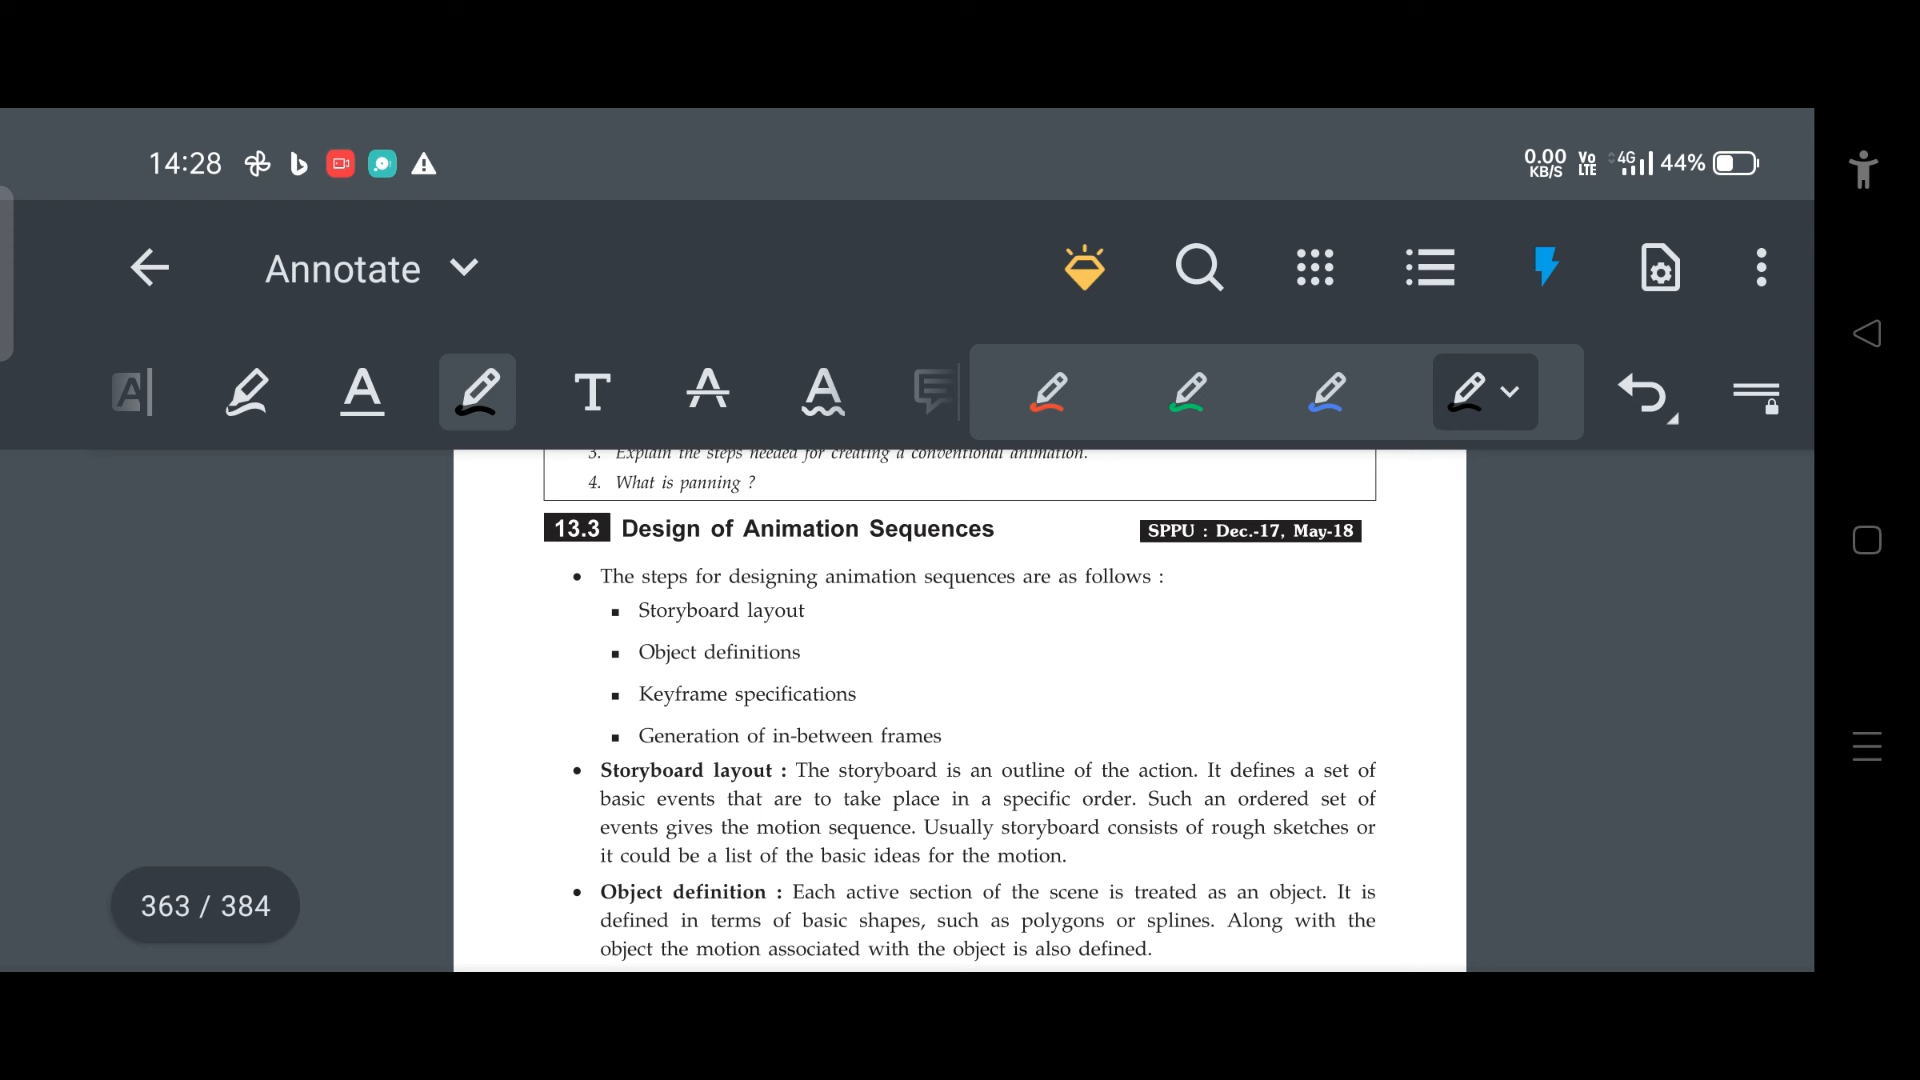 14:28
0.00 KB/S Vo LTE 4G 44%
Annotate
3. Explain the steps needed for creating a conventional animation.
4. What is panning ?
13.3 Design of Animation Sequences SPPU : Dec.-17, May-18
• The steps for designing animation sequences are as follows :
▪ Storyboard layout
▪ Object definitions
▪ Keyframe specifications
▪ Generation of in-between frames
• Storyboard layout : The storyboard is an outline of the action. It defines a set of
basic events that are to take place in a specific order. Such an ordered set of
events gives the motion sequence. Usually storyboard consists of rough sketches or
it could be a list of the basic ideas for the motion.
• Object definition : Each active section of the scene is treated as an object. It is
defined in terms of basic shapes, such as polygons or splines. Along with the
object the motion associated with the object is also defined.
363 / 384